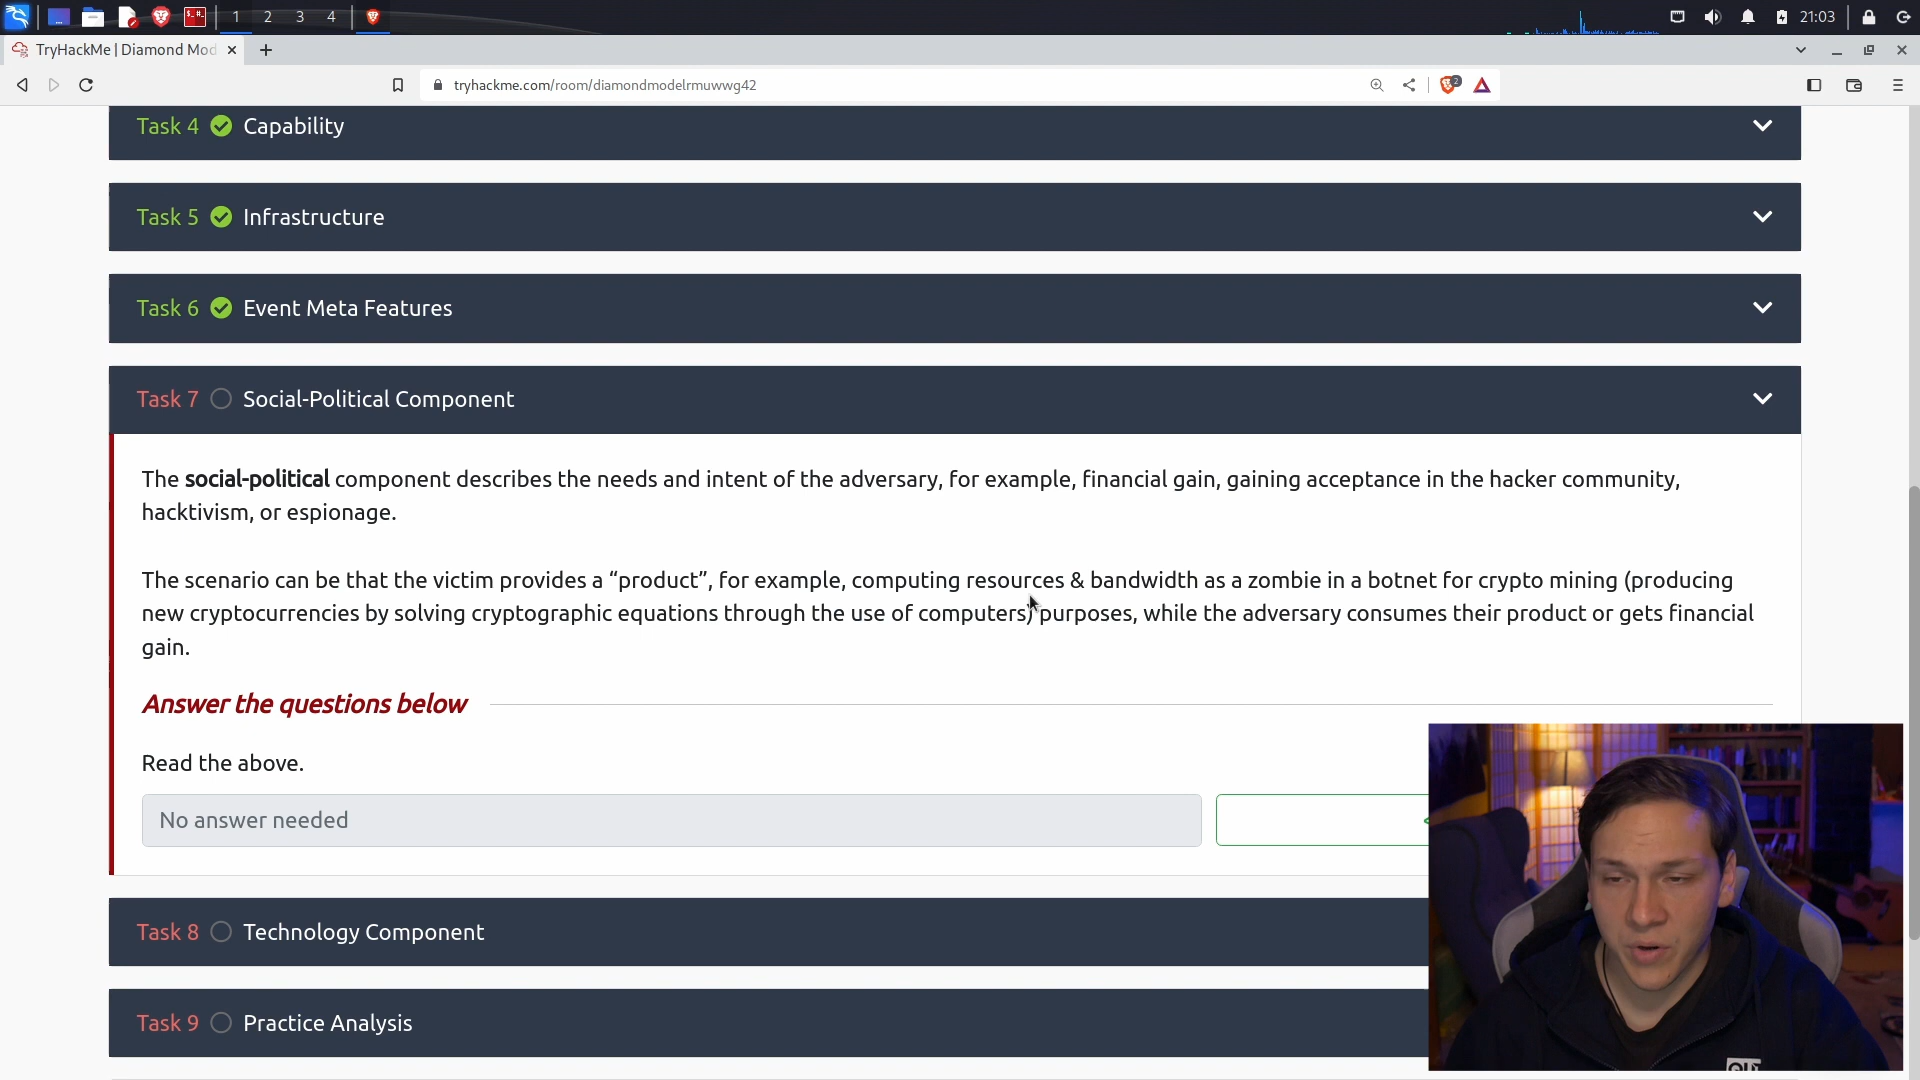 1 2 3 4 21:03
TryHackMe | Diamond Mod
tryhackme.com/room/diamondmodelrmuwwg42 2
Task 4 Capability
Task 5 Infrastructure
Task 6 Event Meta Features
Task 7 Social-Political Component
The social-political component describes the needs and intent of the adversary, for example, financial gain, gaining acceptance in the hacker community,
hacktivism, or espionage.
The scenario can be that the victim provides a “product”, for example, computing resources & bandwidth as a zombie in a botnet for crypto mining (producing
new cryptocurrencies by solving cryptographic equations through the use of computers) purposes, while the adversary consumes their product or gets financial
gain.
Answer the questions below
Read the above.
No answer needed
Task 8 Technology Component
Task 9 Practice Analysis